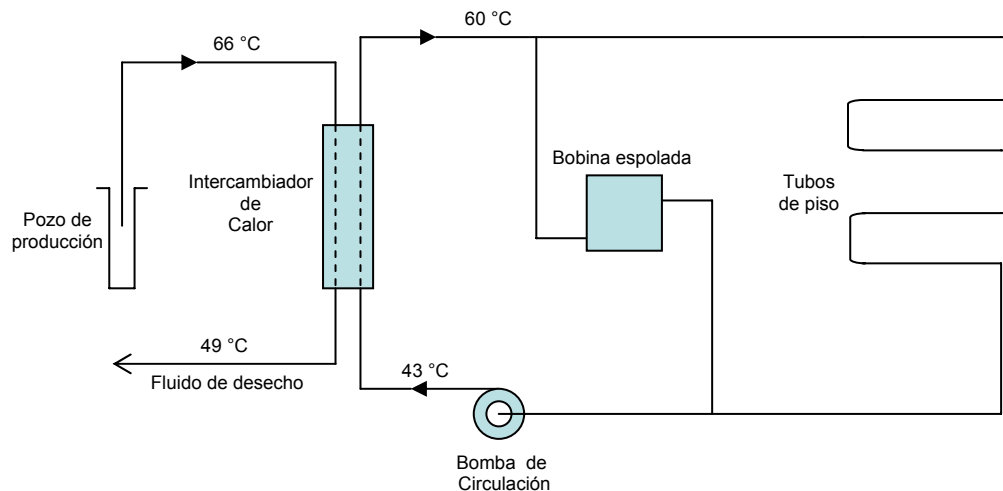 60 °C
66 °C
Bobina espolada
Intercambiador
de
Calor
Tubos
de piso
Pozo de
producción
49 °C
Fluido de desecho
43 °C
Bomba de
Circulación